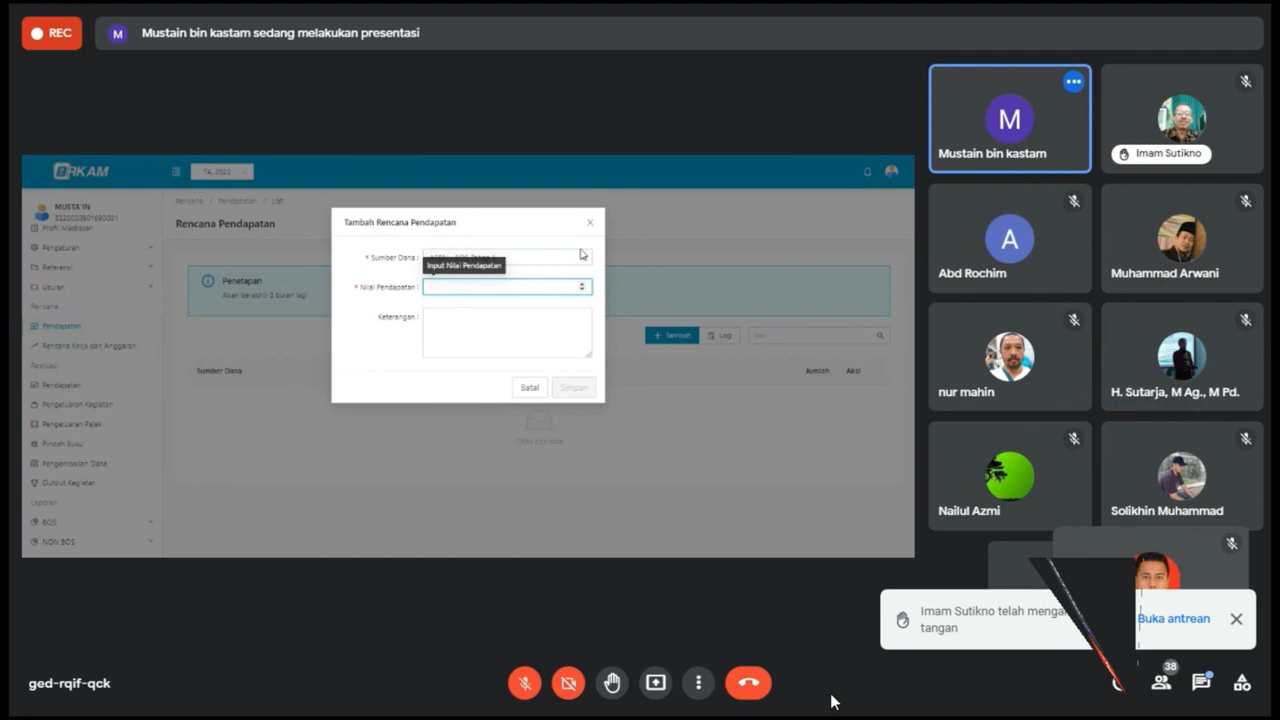 REC
M
Mustain bin kastam sedang melakukan presentasi
ERKAM
TA. 2022
MUSTA'IN
Profil Madrasah
Pengaturan
Referensi
Usulan
Rencana
Pendapatan
Rencana Kerja dan Anggaran
Realisasi
Pendapatan
Pengeluaran Kegiatan
Pengeluaran Pajak
Pindah Buku
Pengembalian Dana
Output Kegiatan
Laporan
BOS
NON BOS
Rencana / Pendapatan / List
Rencana Pendapatan
Penetapan
Akan berakhir 3 bulan lagi
+ Tambah
Log
Cari
Sumber Dana
Jumlah
Aksi
Tambah Rencana Pendapatan
* Sumber Dana :
Input Nilai Pendapatan
* Nilai Pendapatan :
Keterangan :
Batal
Simpan
M
Mustain bin kastam
Imam Sutikno
A
Abd Rochim
Muhammad Arwani
nur mahin
H. Sutarja, M Ag., M Pd.
Nailul Azmi
Solikhin Muhammad
Imam Sutikno telah
tangan
Buka antrean
38
ged-rqif-qck